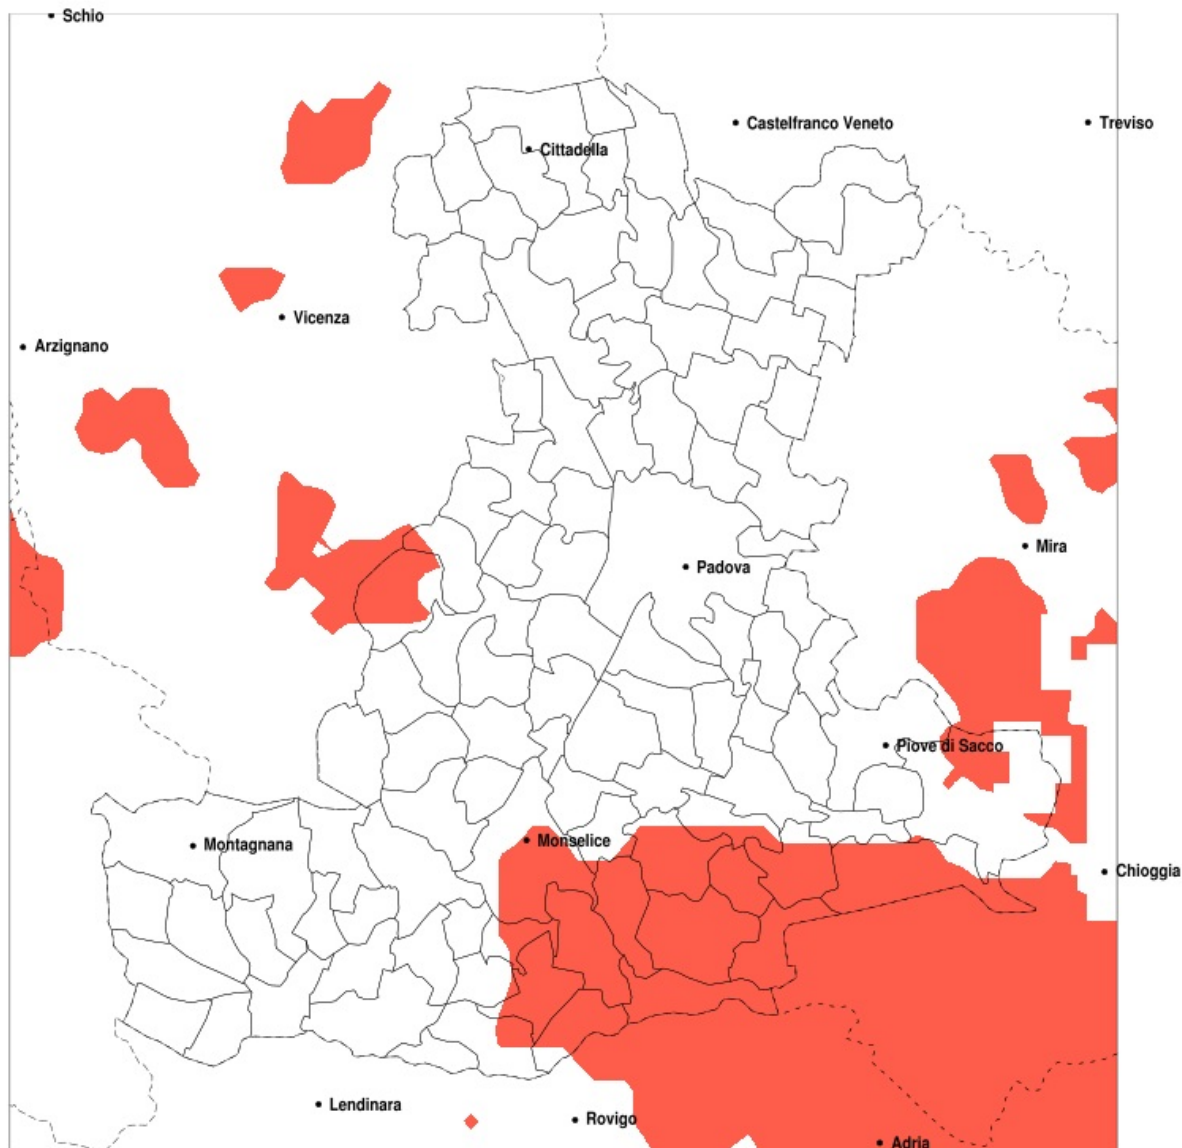 Schio
Castelfranco Veneto
Treviso
Cittadella
Vicenza
Arzignano
Mira
Padova
Piove di Sacco
Monselice
Montagnana
Chioggia
Lendinara
Rovigo
Adria